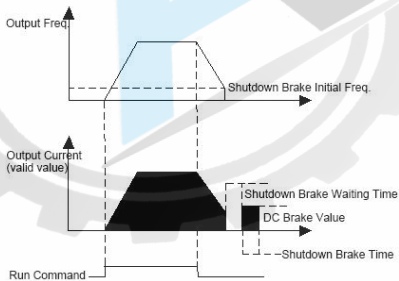 Output Freq.
Shutdown Brake Initial Freq.
Output Current
(valid value)
Shutdown Brake Waiting Time
DC Brake Value
Shutdown Brake Time
Run Command